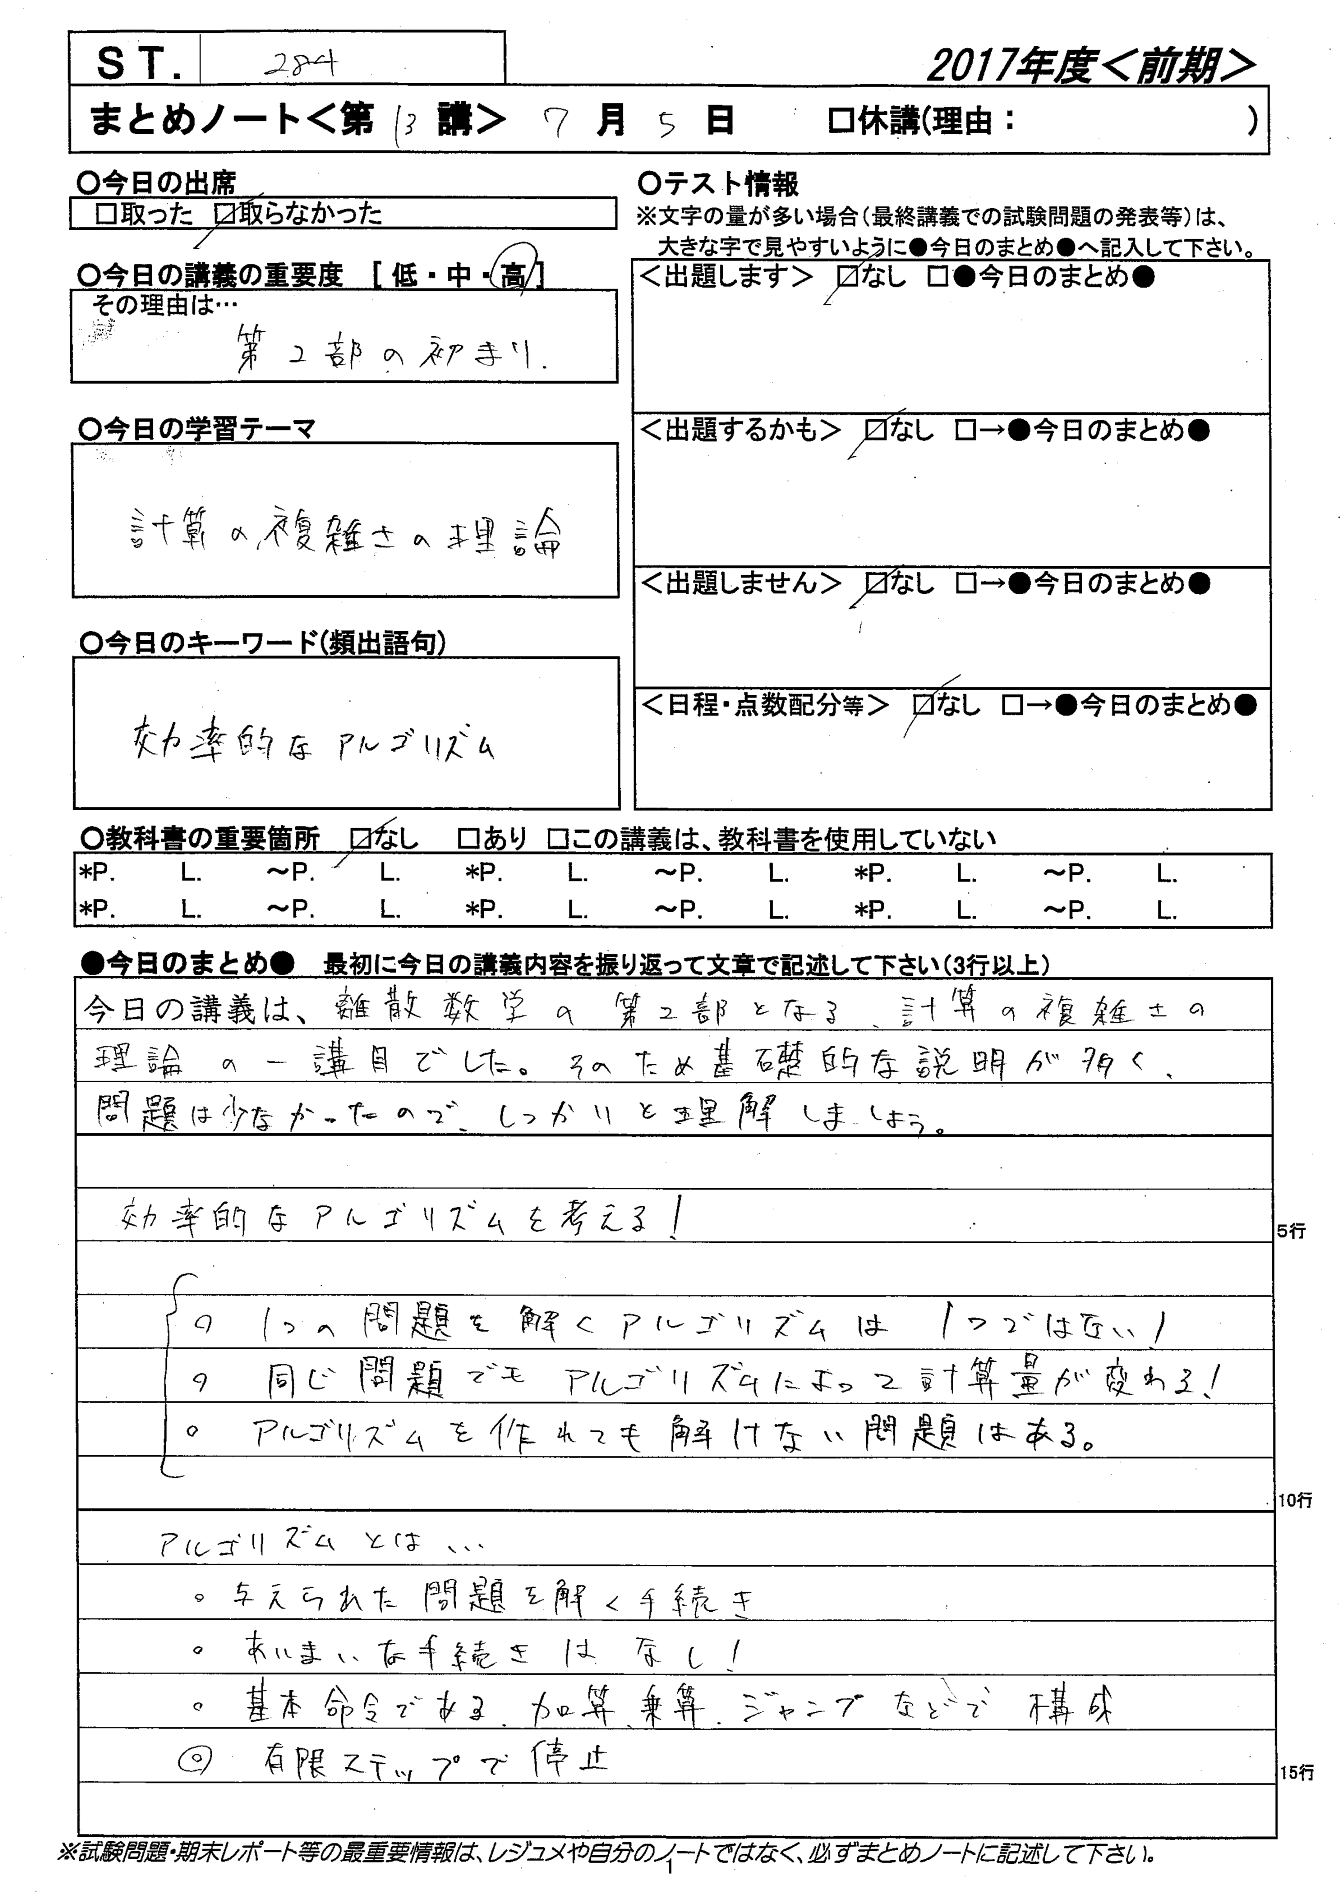 ST. 284
2017年度＜前期＞
まとめノート＜第 13 講＞ 7 月 5 日 □休講(理由： )
○今日の出席
□取った ☑取らなかった
○今日の講義の重要度 [ 低・中・高 ]
その理由は…
第2部の初まり.
○今日の学習テーマ
計算の複雑さの理論
○今日のキーワード(頻出語句)
効率的なアルゴリズム
○テスト情報
※文字の量が多い場合(最終講義での試験問題の発表等)は、
大きな字で見やすいように●今日のまとめ●へ記入して下さい。
＜出題します＞ ☑なし □●今日のまとめ●
＜出題するかも＞ ☑なし □→●今日のまとめ●
＜出題しません＞ ☑なし □→●今日のまとめ●
＜日程・点数配分等＞ ☑なし □→●今日のまとめ●
○教科書の重要箇所 ☑なし □あり □この講義は、教科書を使用していない
*P. L. ～P. L. *P. L. ～P. L. *P. L. ～P. L.
*P. L. ～P. L. *P. L. ～P. L. *P. L. ～P. L.
●今日のまとめ● 最初に今日の講義内容を振り返って文章で記述して下さい(3行以上)
今日の講義は、離散数学の第2部となる、計算の複雑さの
理論の一講目でした。そのため基礎的な説明が多く、
問題は少なかったので、しっかりと理解しましょう。
効率的なアルゴリズムを考える!
5行
○ 1つの問題を解くアルゴリズムは1つではない!
○ 同じ問題でもアルゴリズムによって計算量が変わる!
○ アルゴリズムを作れても解けない問題はある。
10行
アルゴリズムとは…
○ 与えられた問題を解く手続き
○ あいまいな手続きはなし!
○ 基本命令である、加算、乗算、ジャンプなどで構成
◎ 有限ステップで停止
15行
※試験問題・期末レポート等の最重要情報は、レジュメや自分のノートではなく、必ずまとめノートに記述して下さい。
1